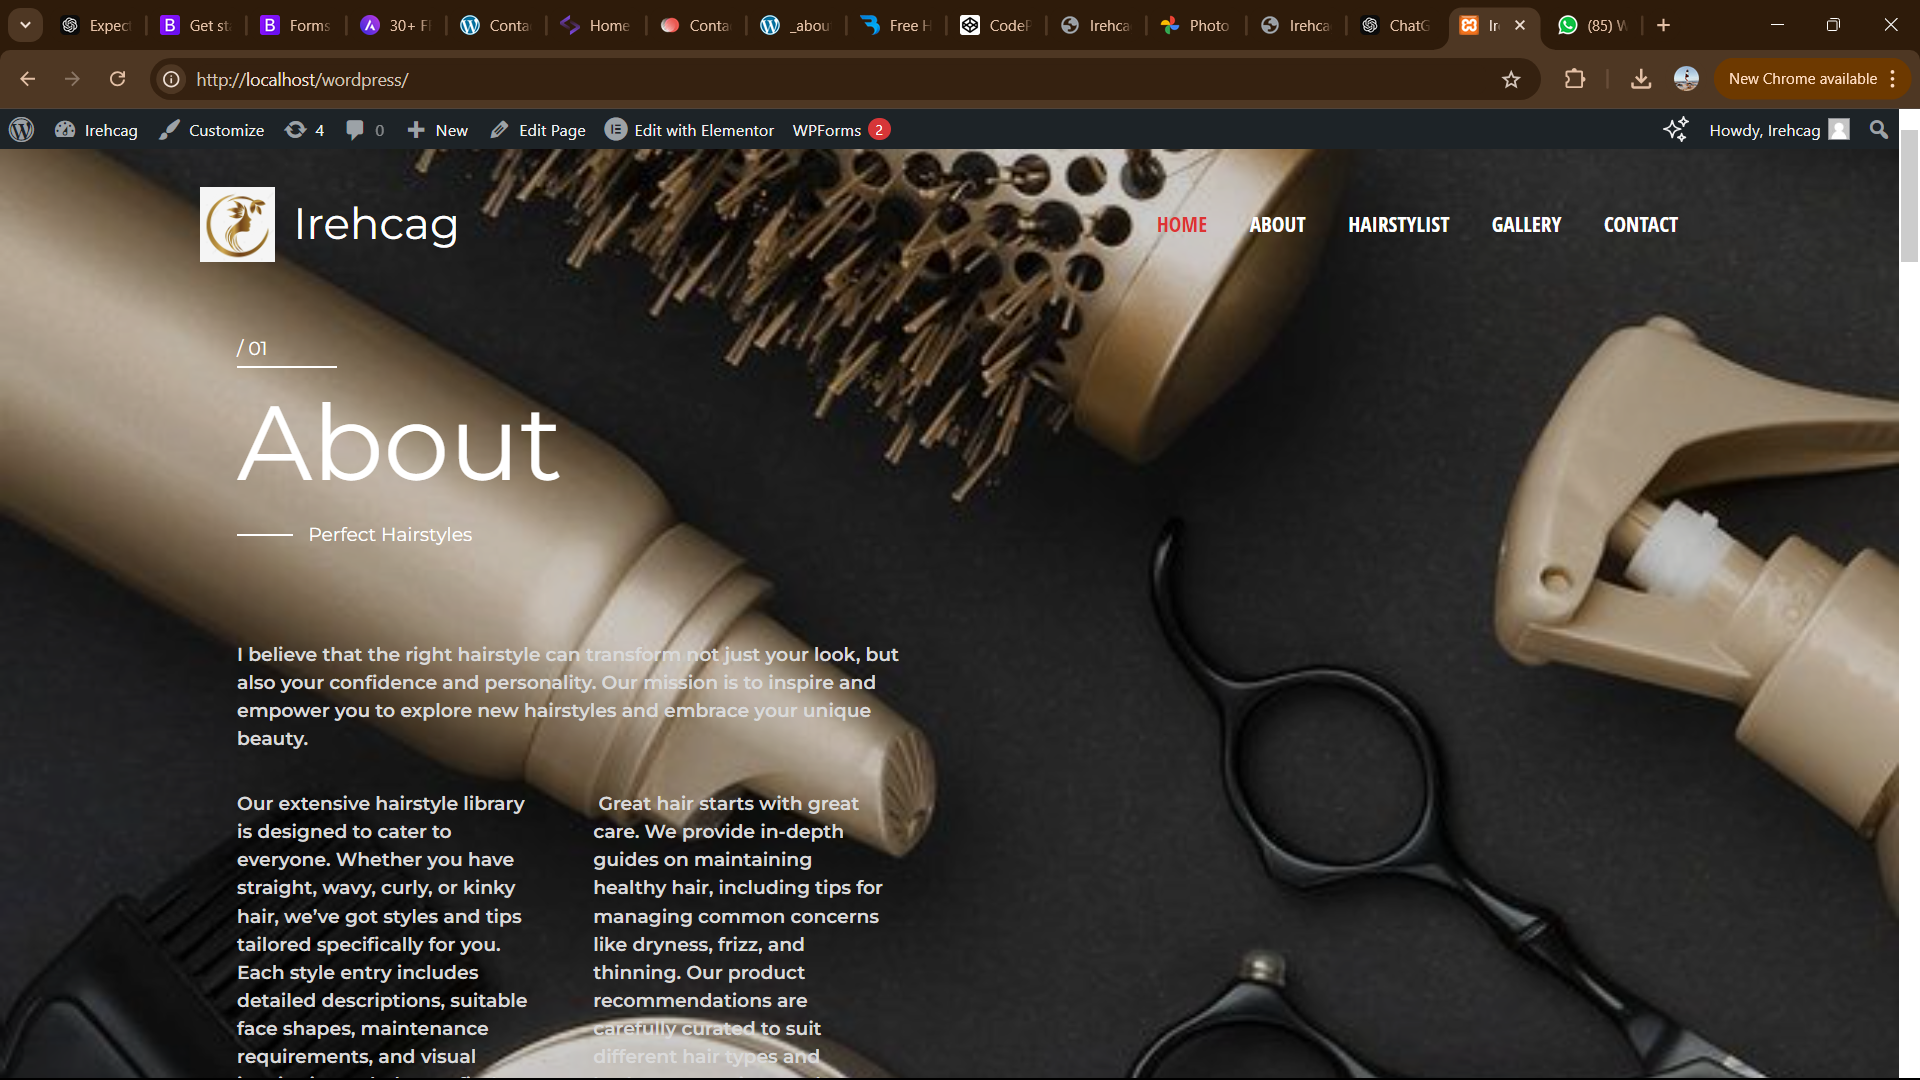 Expect
Get st
Forms
30+ F
Conta
Home
Conta
_abou
Free H
CodeP
Irehca
Photo
Irehca
ChatG
Ir
(85) W
http://localhost/wordpress/
New Chrome available
Irehcag
Customize
4
0
New
Edit Page
Edit with Elementor
WPForms 2
Howdy, Irehcag
Irehcag
HOME
ABOUT
HAIRSTYLIST
GALLERY
CONTACT
/ 01
About
Perfect Hairstyles
I believe that the right hairstyle can transform not just your look, but
also your confidence and personality. Our mission is to inspire and
empower you to explore new hairstyles and embrace your unique
beauty.
Our extensive hairstyle library
is designed to cater to
everyone. Whether you have
straight, wavy, curly, or kinky
hair, we’ve got styles and tips
tailored specifically for you.
Each style entry includes
detailed descriptions, suitable
face shapes, maintenance
requirements, and visual
Great hair starts with great
care. We provide in-depth
guides on maintaining
healthy hair, including tips for
managing common concerns
like dryness, frizz, and
thinning. Our product
recommendations are
carefully curated to suit
different hair types and